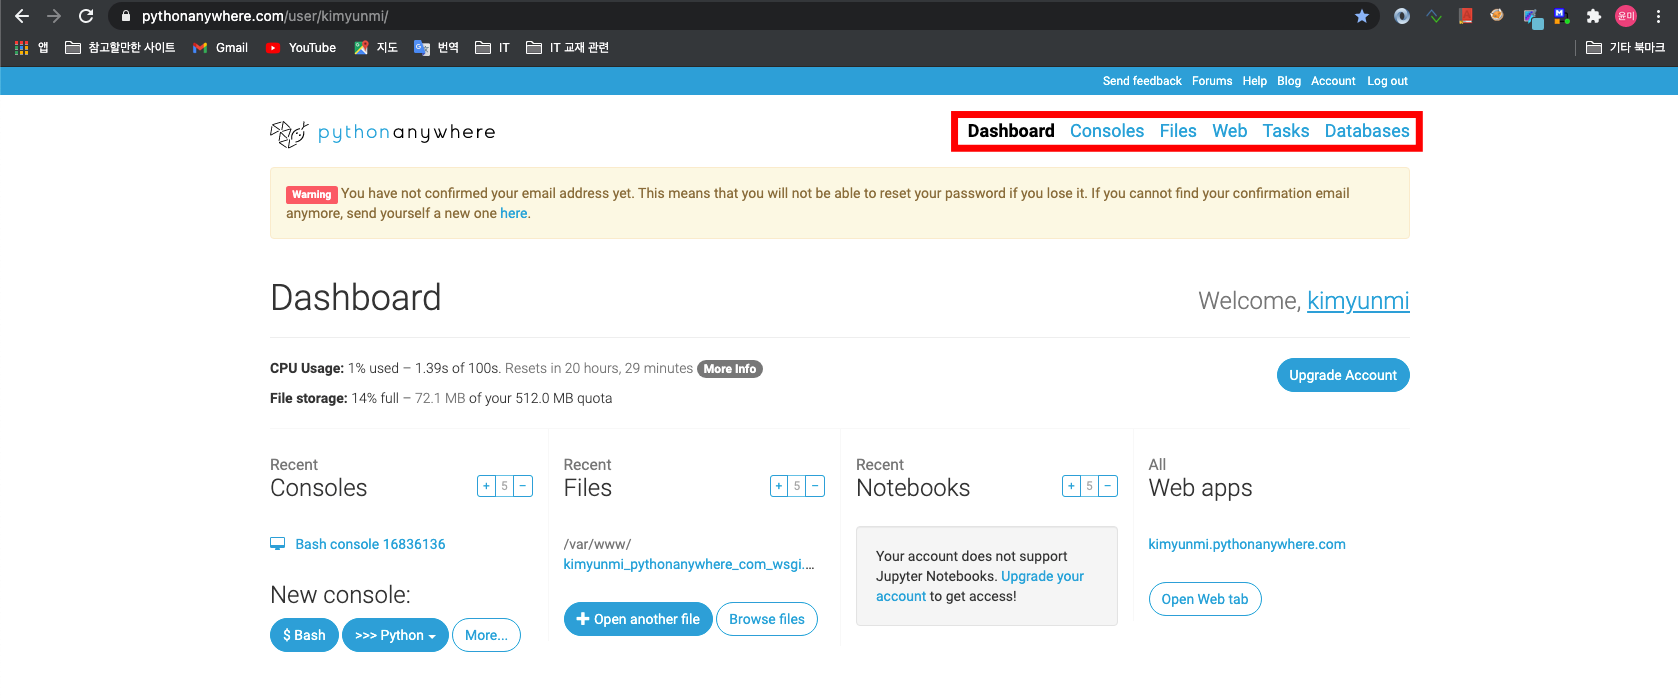 pythonanywhere.com/user/kimyunmi/
윤미
앱 참고할만한 사이트 Gmail YouTube 지도 번역 IT IT 교재 관련 기타 북마크
Send feedback Forums Help Blog Account Log out
pythonanywhere
Dashboard Consoles Files Web Tasks Databases
Warning You have not confirmed your email address yet. This means that you will not be able to reset your password if you lose it. If you cannot find your confirmation email
anymore, send yourself a new one here.
Dashboard
Welcome, kimyunmi
CPU Usage: 1% used – 1.39s of 100s. Resets in 20 hours, 29 minutes More Info
File storage: 14% full – 72.1 MB of your 512.0 MB quota
Upgrade Account
Recent
Consoles
+ 5 −
Bash console 16836136
New console:
$ Bash >>> Python More...
Recent
Files
+ 5 −
/var/www/
kimyunmi_pythonanywhere_com_wsgi....
Open another file Browse files
Recent
Notebooks
+ 5 −
Your account does not support
Jupyter Notebooks. Upgrade your
account to get access!
All
Web apps
kimyunmi.pythonanywhere.com
Open Web tab